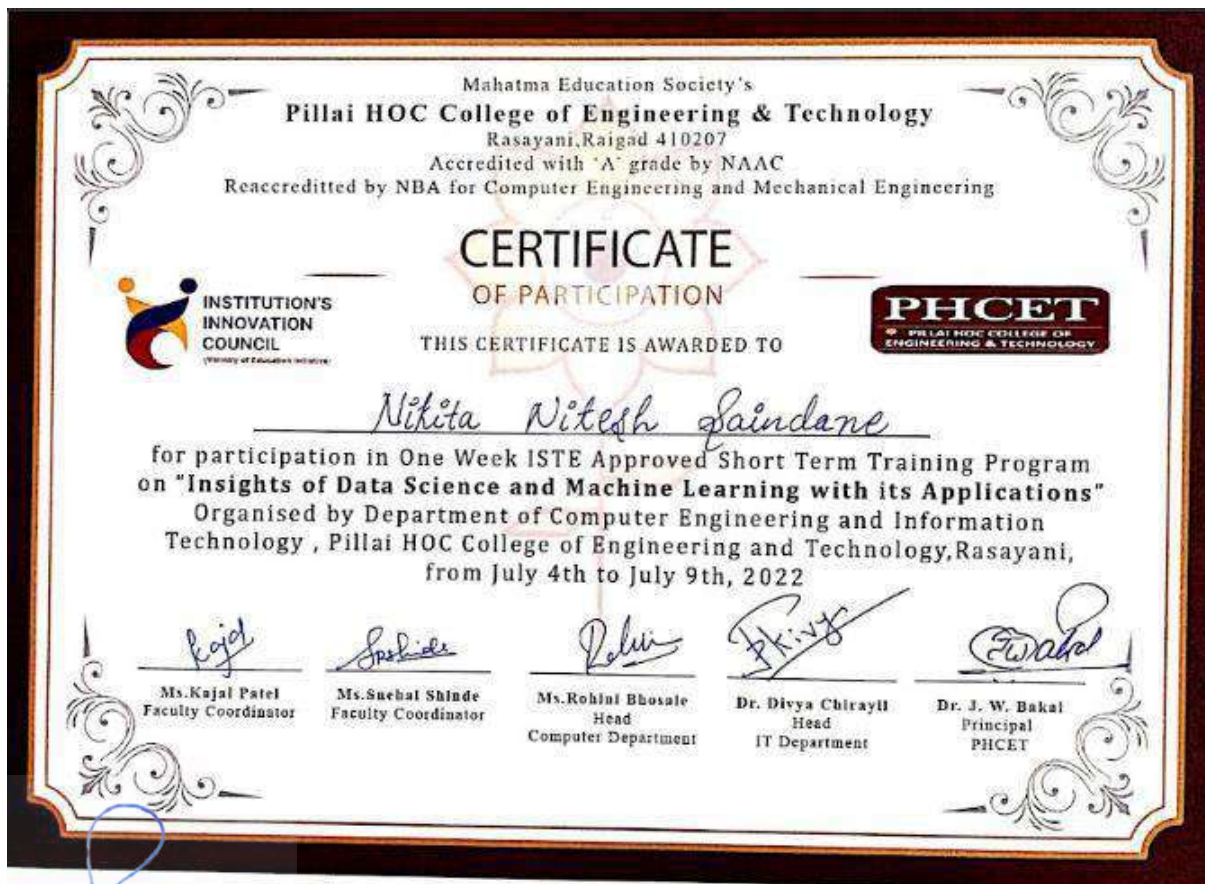 Mahatma Education Society's
Pillai HOC College of Engineering & Technology
Rasayani,Raigad 410207
Accredited with 'A' grade by NAAC
Reaccreditted by NBA for Computer Engineering and Mechanical Engineering
CERTIFICATE
OF PARTICIPATION
INSTITUTION'S
INNOVATION
COUNCIL
(Ministry of Education Initiative)
PHCET
PILLAI HOC COLLEGE OF
ENGINEERING & TECHNOLOGY
THIS CERTIFICATE IS AWARDED TO
Nikita Nitesh Saindane
for participation in One Week ISTE Approved Short Term Training Program
on "Insights of Data Science and Machine Learning with its Applications"
Organised by Department of Computer Engineering and Information
Technology , Pillai HOC College of Engineering and Technology,Rasayani,
from July 4th to July 9th, 2022
Kajal
Ms.Kajal Patel
Faculty Coordinator
Ms.Snehal Shinde
Faculty Coordinator
Ms.Rohini Bhosale
Head
Computer Department
Dr. Divya Chirayil
Head
IT Department
Dr. J. W. Bakal
Principal
PHCET